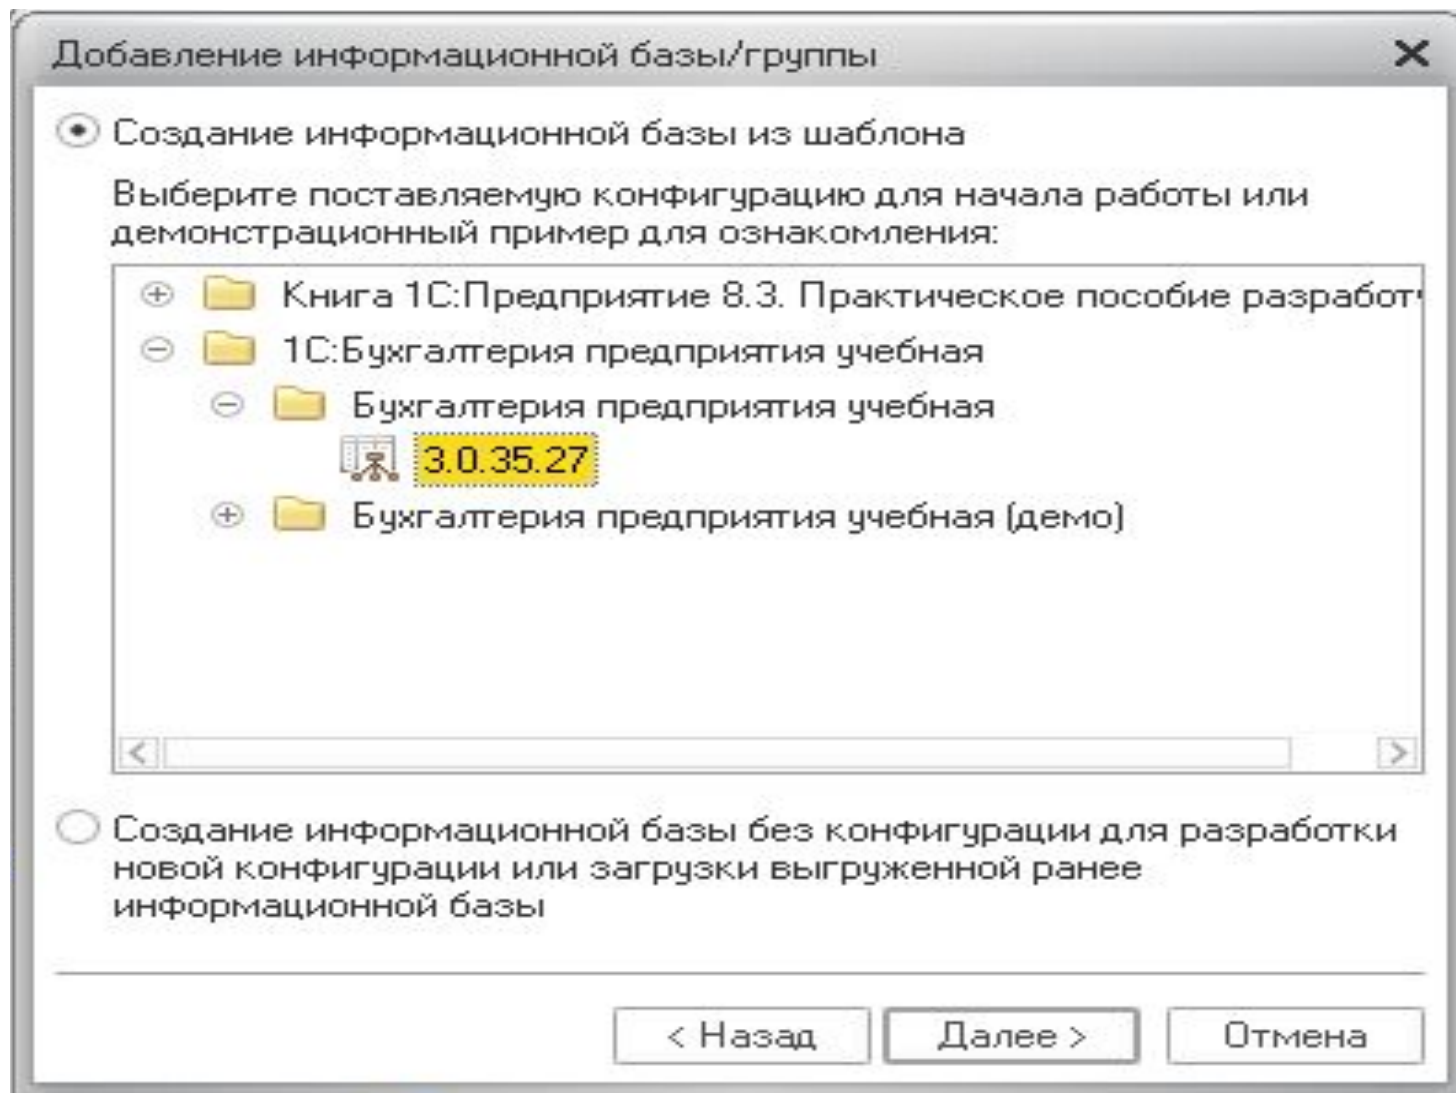 Добавление информационной базы/группы
Создание информационной базы из шаблона
Выберите поставляемую конфигурацию для начала работы или
демонстрационный пример для ознакомления:
Книга 1С:Предприятие 8.3. Практическое пособие разработч
1С:Бухгалтерия предприятия учебная
Бухгалтерия предприятия учебная
3.0.35.27
Бухгалтерия предприятия учебная (демо)
Создание информационной базы без конфигурации для разработки
новой конфигурации или загрузки выгруженной ранее
информационной базы
< Назад
Далее >
Отмена